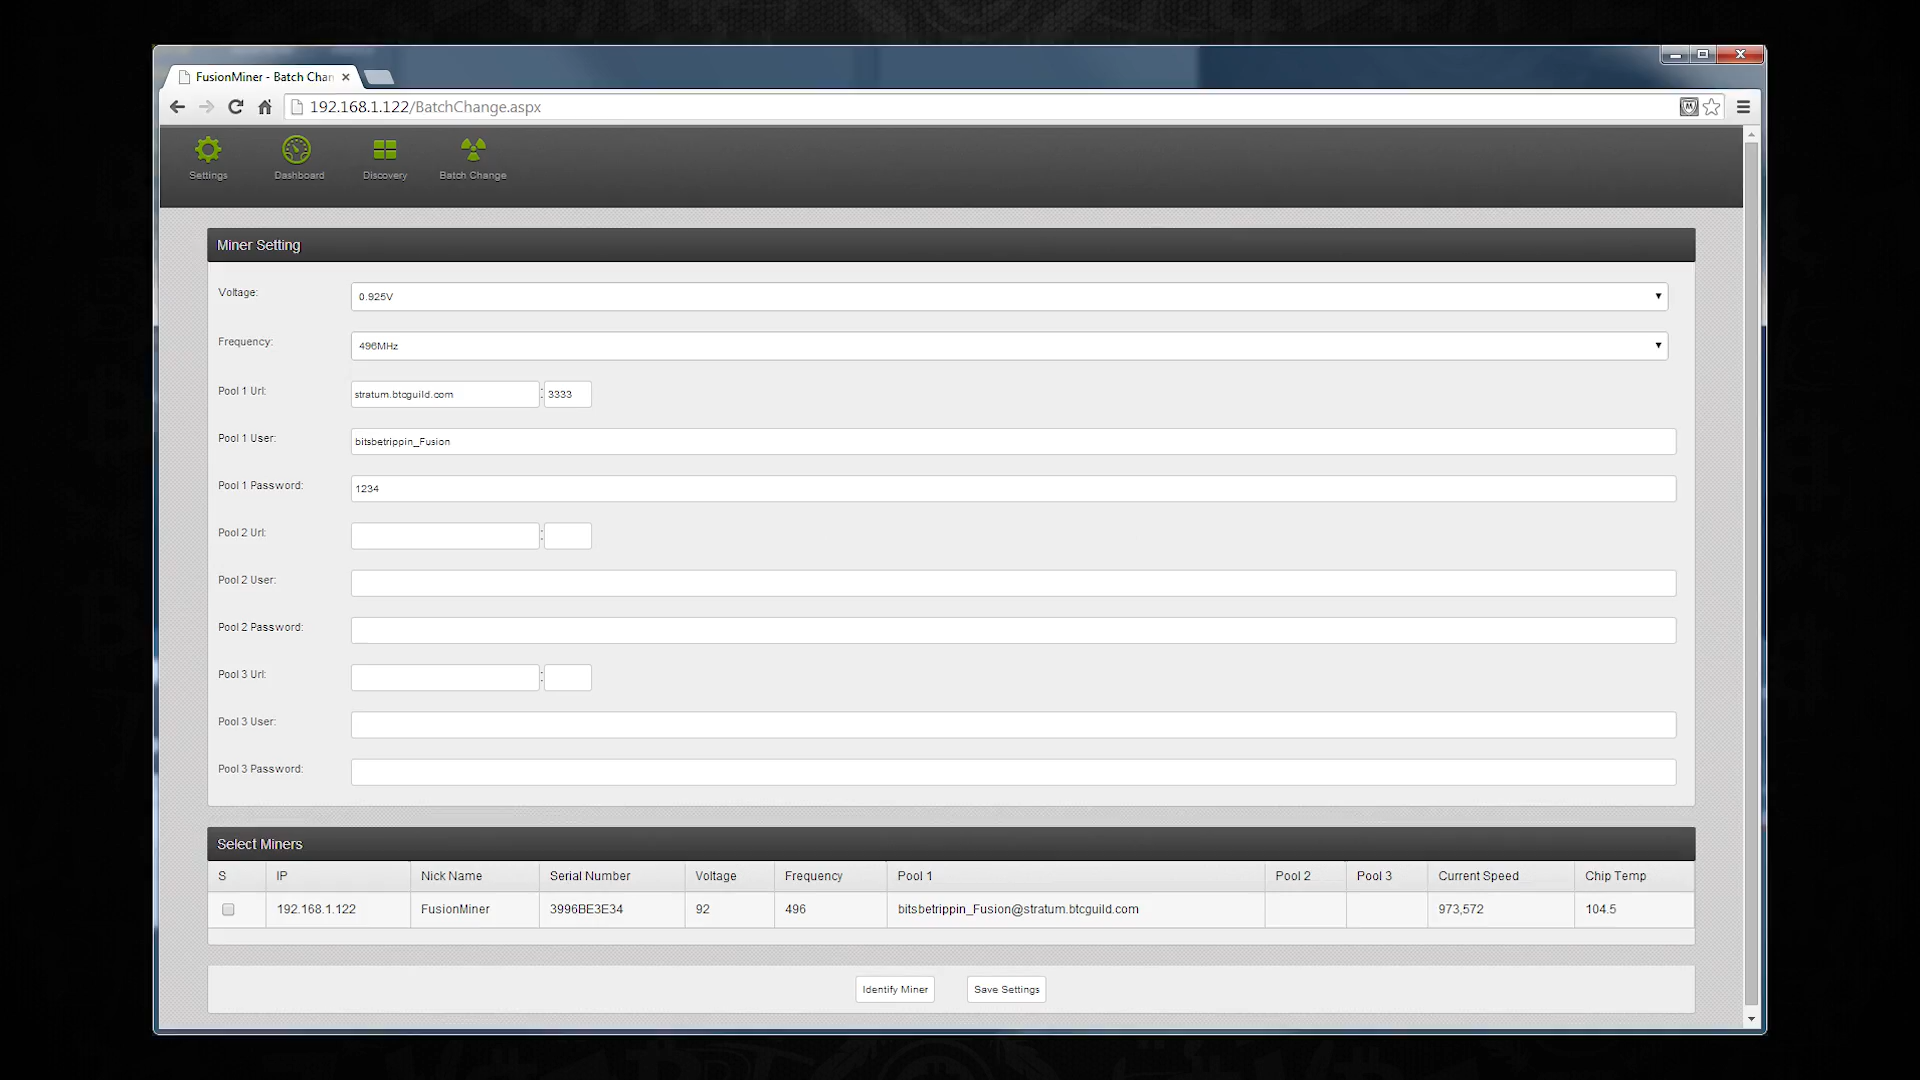 FusionMiner - Batch Chan
192.168.1.122/BatchChange.aspx
Settings Dashboard Discovery Batch Change
Miner Setting
Voltage: 0.925V
Frequency: 496MHz
Pool 1 Url: stratum.btcguild.com : 3333
Pool 1 User: bitsbetrippin_Fusion
Pool 1 Password: 1234
Pool 2 Url: :
Pool 2 User:
Pool 2 Password:
Pool 3 Url: :
Pool 3 User:
Pool 3 Password:
Select Miners
S IP Nick Name Serial Number Voltage Frequency Pool 1 Pool 2 Pool 3 Current Speed Chip Temp
192.168.1.122 FusionMiner 3996BE3E34 92 496 bitsbetrippin_Fusion@stratum.btcguild.com 973,572 104.5
Identify Miner Save Settings